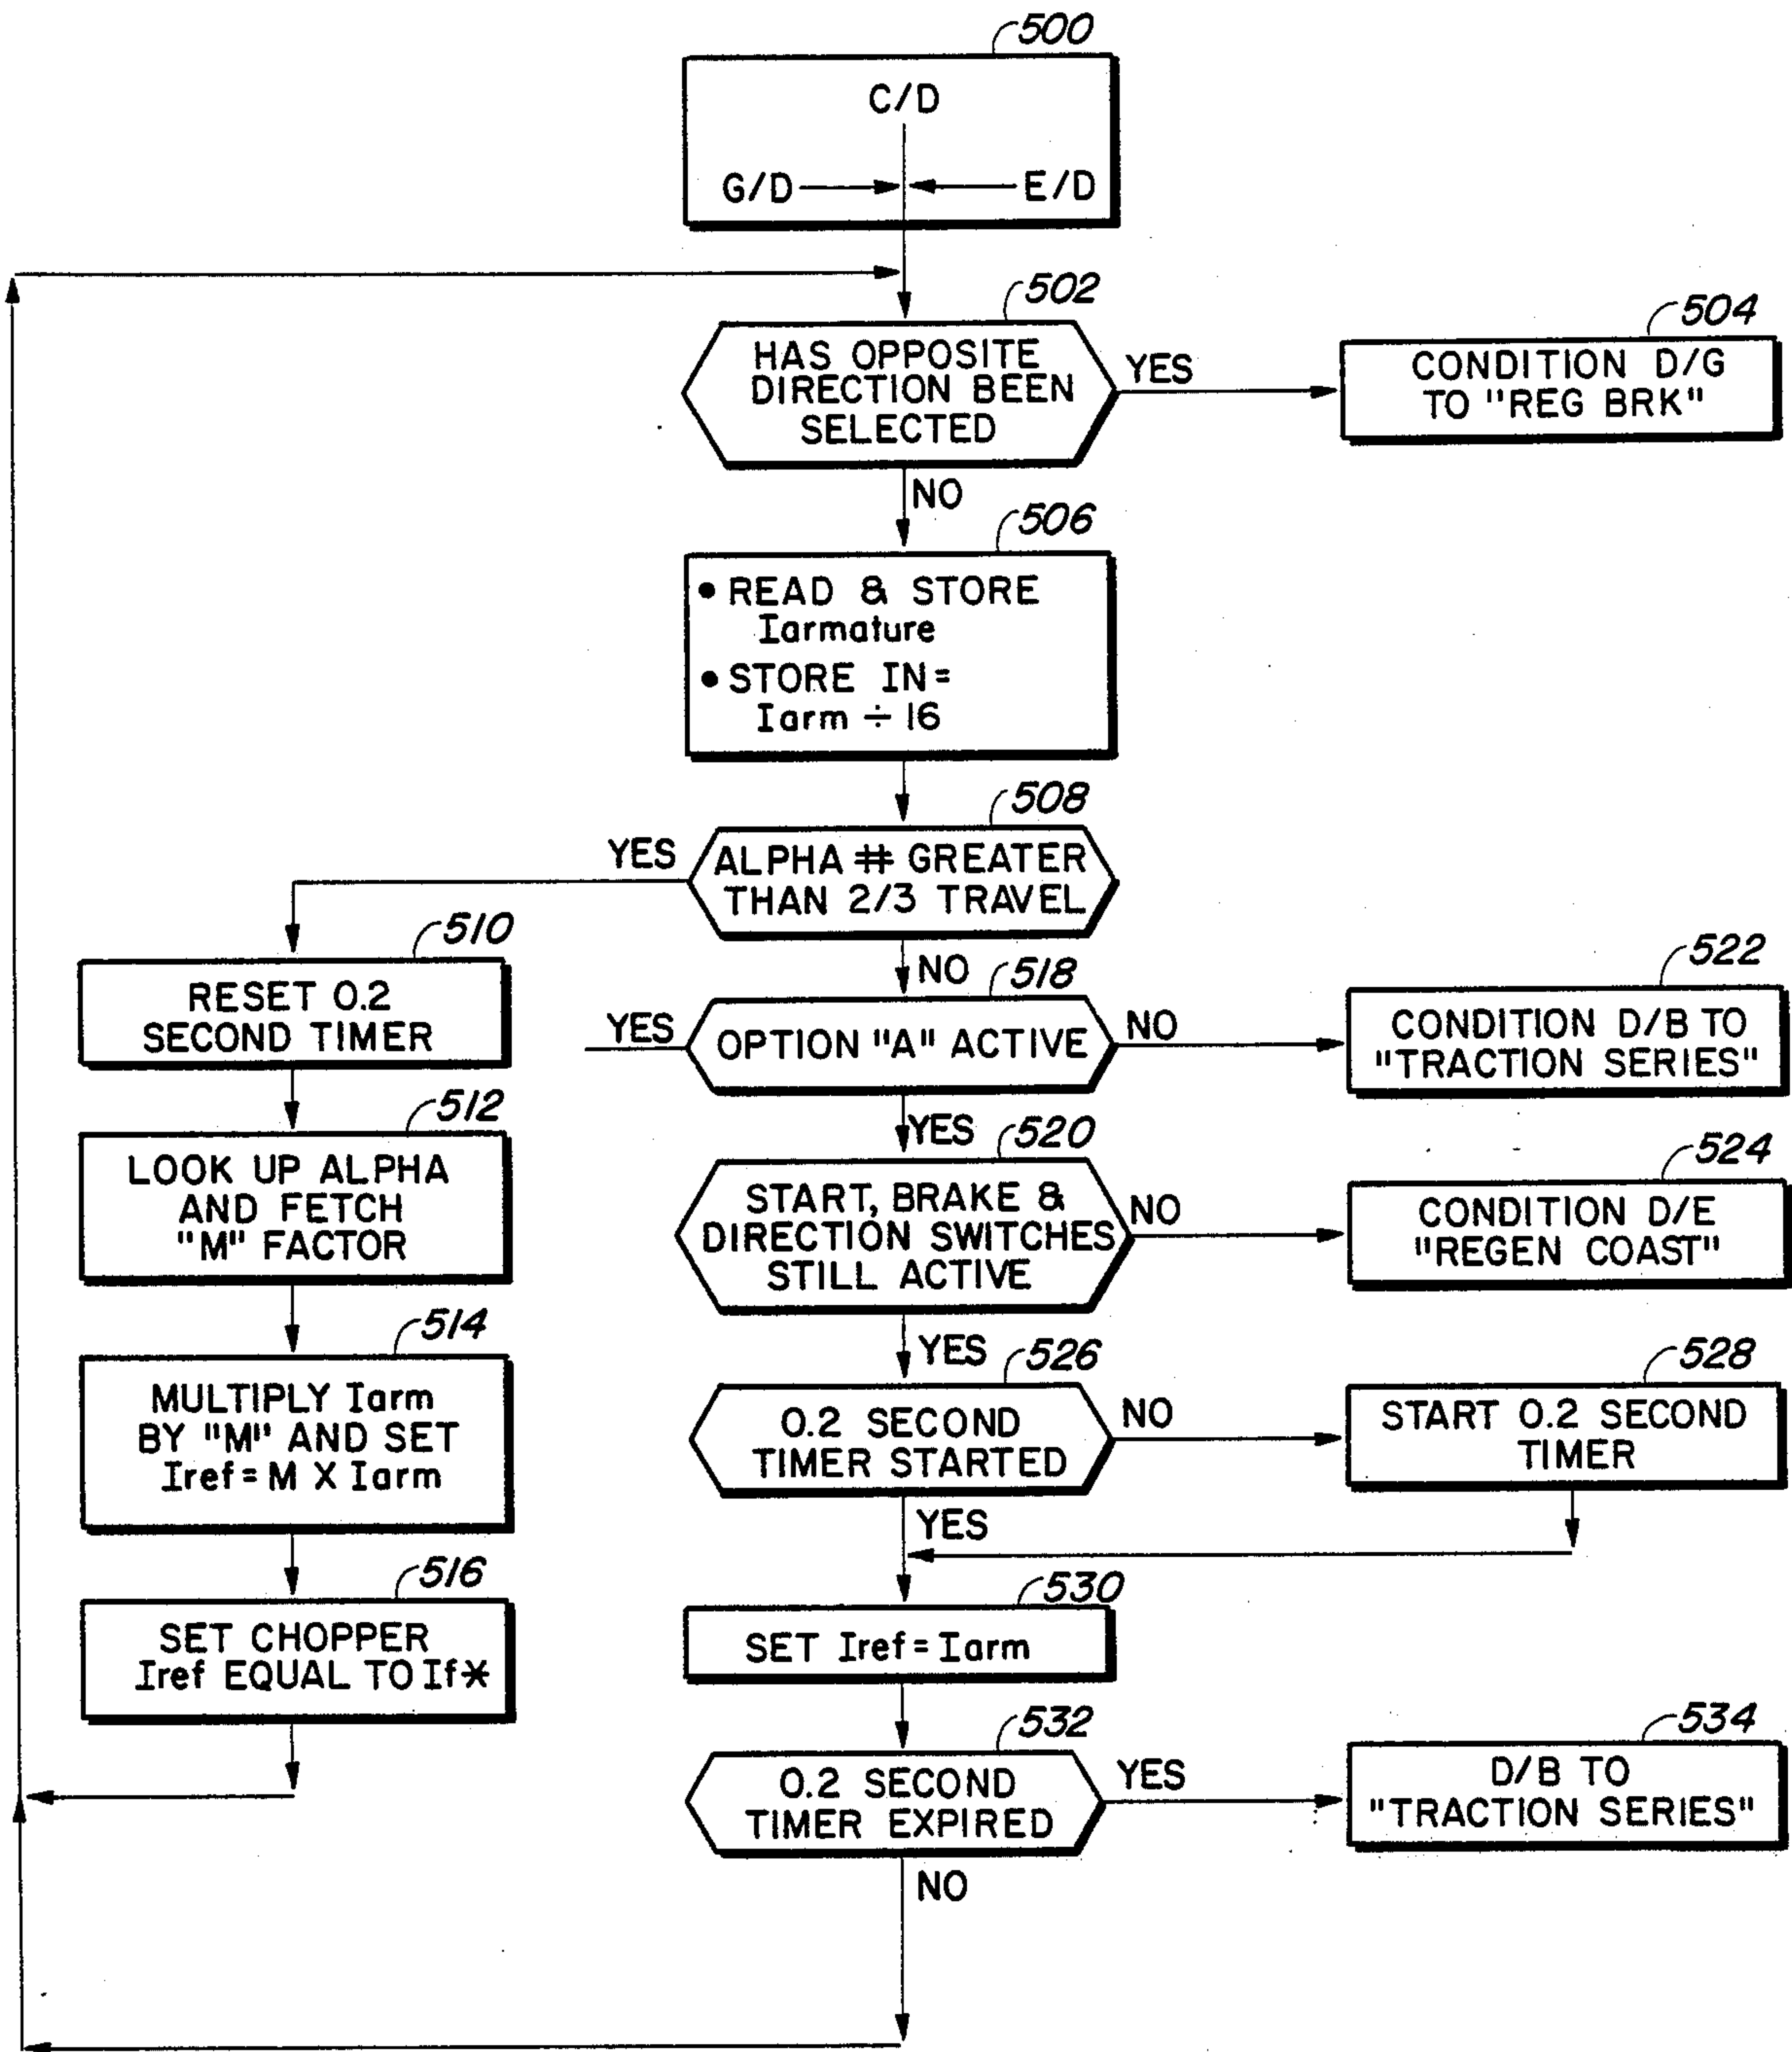 500
C/D
G/D
E/D
502
HAS OPPOSITE
DIRECTION BEEN
SELECTED
YES
504
CONDITION D/G
TO "REG BRK"
NO
506
• READ & STORE
Iarmature
• STORE IN=
Iarm ÷ 16
508
YES
ALPHA # GREATER
THAN 2/3 TRAVEL
510
RESET 0.2
SECOND TIMER
NO
518
YES
OPTION "A" ACTIVE
NO
522
CONDITION D/B TO
"TRACTION SERIES"
512
LOOK UP ALPHA
AND FETCH
"M" FACTOR
YES
520
START, BRAKE &
DIRECTION SWITCHES
STILL ACTIVE
NO
524
CONDITION D/E
"REGEN COAST"
514
MULTIPLY Iarm
BY "M" AND SET
Iref = M X Iarm
YES
526
0.2 SECOND
TIMER STARTED
NO
528
START 0.2 SECOND
TIMER
YES
516
SET CHOPPER
Iref EQUAL TO If*
530
SET Iref = Iarm
532
0.2 SECOND
TIMER EXPIRED
YES
534
D/B TO
"TRACTION SERIES"
NO